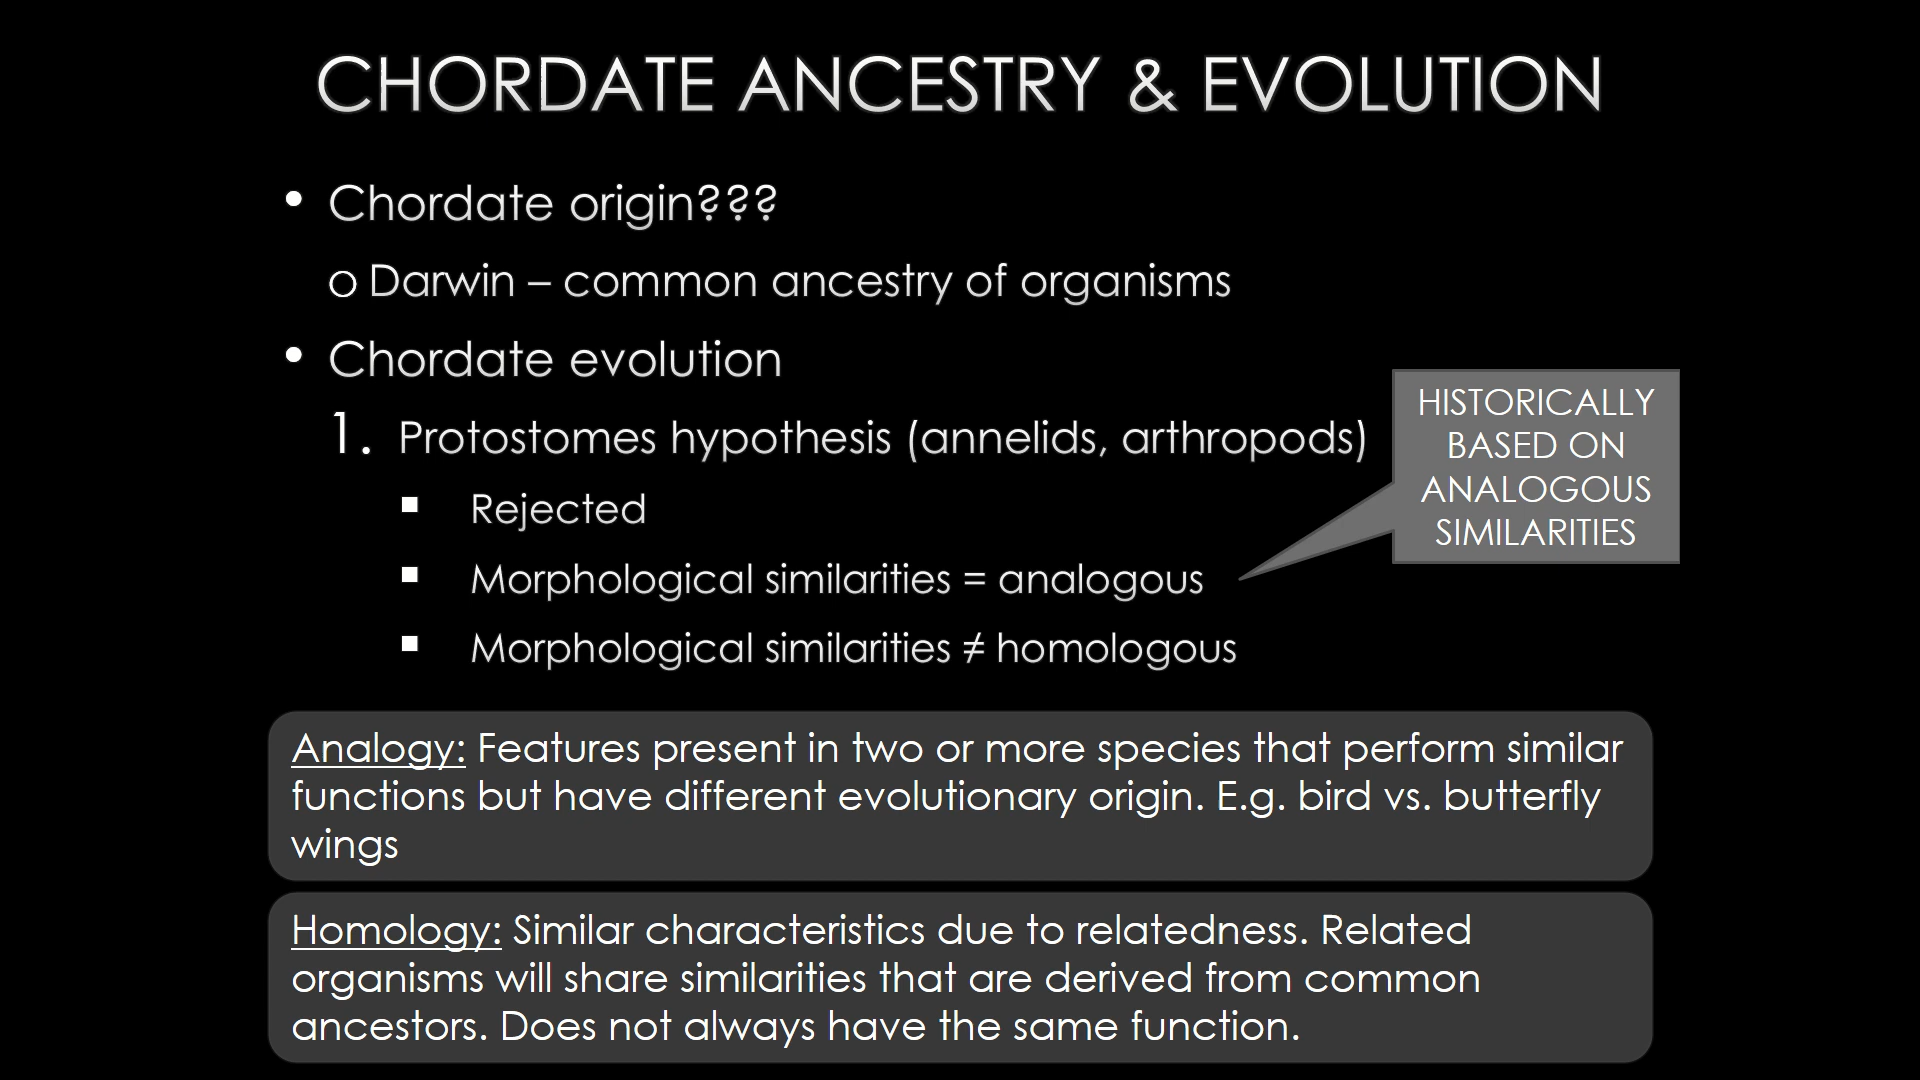 CHORDATE ANCESTRY & EVOLUTION
• Chordate origin???
o Darwin – common ancestry of organisms
• Chordate evolution
1. Protostomes hypothesis (annelids, arthropods)
▪ Rejected
▪ Morphological similarities = analogous
▪ Morphological similarities ≠ homologous
HISTORICALLY
BASED ON
ANALOGOUS
SIMILARITIES
Analogy: Features present in two or more species that perform similar
functions but have different evolutionary origin. E.g. bird vs. butterfly
wings
Homology: Similar characteristics due to relatedness. Related
organisms will share similarities that are derived from common
ancestors. Does not always have the same function.